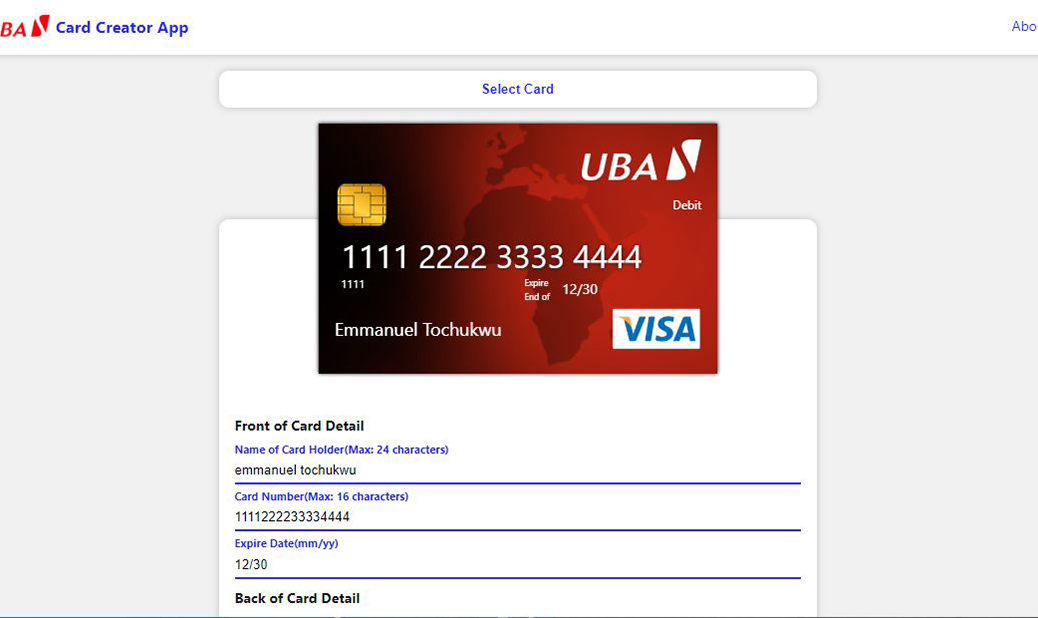 BA Card Creator App
Abo
Select Card
UBA
Debit
1111 2222 3333 4444
1111
Expire
End of
12/30
Emmanuel Tochukwu
VISA
Front of Card Detail
Name of Card Holder(Max: 24 characters)
emmanuel tochukwu
Card Number(Max: 16 characters)
1111222233334444
Expire Date(mm/yy)
12/30
Back of Card Detail